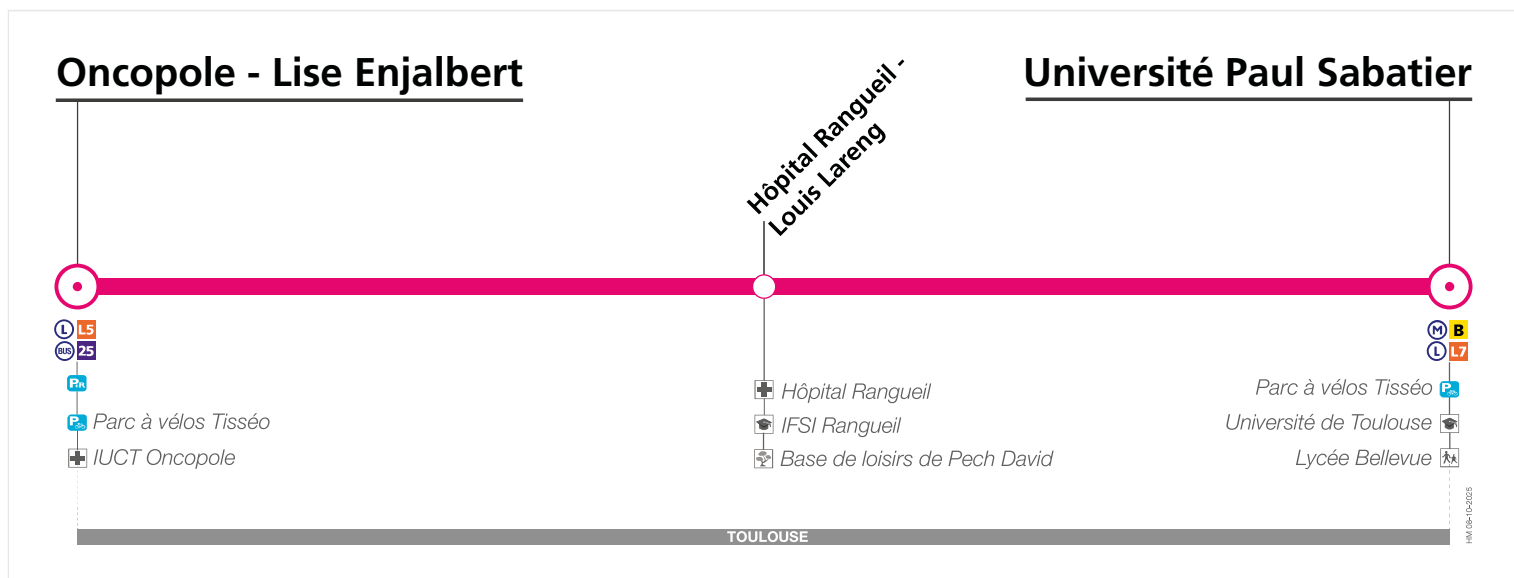 Oncopole - Lise Enjalbert
Hôpital Rangueil -
Louis Lareng
Université Paul Sabatier
L L5
BUS 25
P+R
Parc à vélos Tisséo
IUCT Oncopole
Hôpital Rangueil
IFSI Rangueil
Base de loisirs de Pech David
M B
L L7
Parc à vélos Tisséo P
Université de Toulouse
Lycée Bellevue
TOULOUSE
HM 08-10-2025